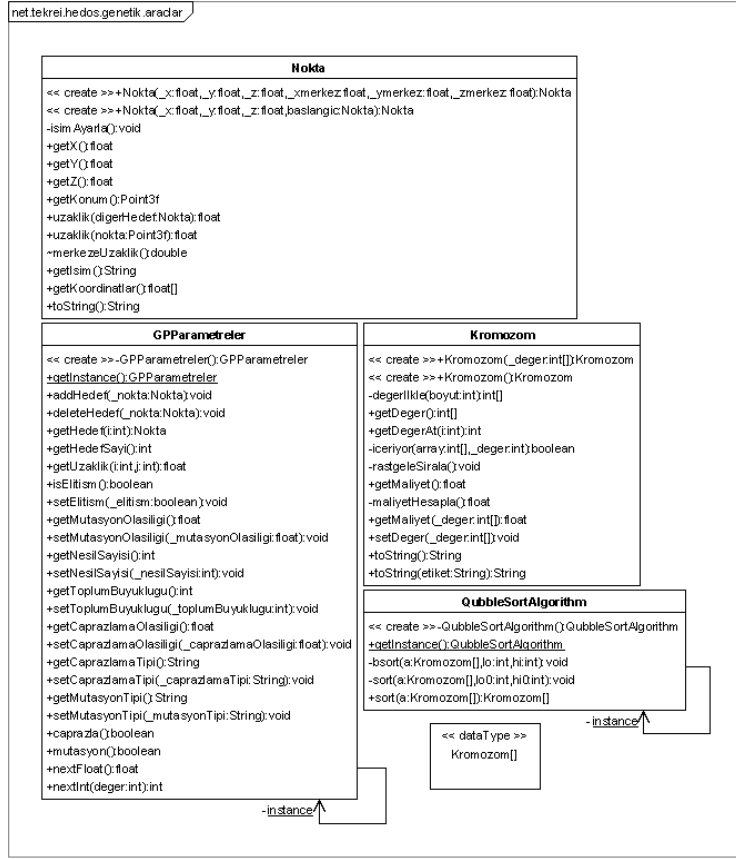 net.tekrei.hedos.genetik.araclar
Nokta
<< create >>+Nokta(_x:float,_y:float,_z:float,_xmerkez:float,_ymerkez:float,_zmerkez:float):Nokta
<< create >>+Nokta(_x:float,_y:float,_z:float,baslangic:Nokta):Nokta
-isimAyarla():void
+getX():float
+getY():float
+getZ():float
+getKonum():Point3f
+uzaklik(digerHedef:Nokta):float
+uzaklik(nokta:Point3f):float
~merkezeUzaklik():double
+getIsim():String
+getKoordinatlar():float[]
+toString():String
GPParametreler
<< create >>-GPParametreler():GPParametreler
+getInstance():GPParametreler
+addHedef(_nokta:Nokta):void
+deleteHedef(_nokta:Nokta):void
+getHedef(i:int):Nokta
+getHedefSayi():int
+getUzaklik(i:int,j:int):float
+isElitism():boolean
+setElitism(_elitism:boolean):void
+getMutasyonOlasiligi():float
+setMutasyonOlasiligi(_mutasyonOlasiligi:float):void
+getNesilSayisi():int
+setNesilSayisi(_nesilSayisi:int):void
+getToplumBuyuklugu():int
+setToplumBuyuklugu(_toplumBuyuklugu:int):void
+getCaprazlamaOlasiligi():float
+setCaprazlamaOlasiligi(_caprazlamaOlasiligi:float):void
+getCaprazlamaTipi():String
+setCaprazlamaTipi(_caprazlamaTipi:String):void
+getMutasyonTipi():String
+setMutasyonTipi(_mutasyonTipi:String):void
+caprazla():boolean
+mutasyon():boolean
+nextFloat():float
+nextInt(deger:int):int
-instance
Kromozom
<< create >>+Kromozom(_deger:int[]):Kromozom
<< create >>+Kromozom():Kromozom
-degerIlkle(boyut:int):int[]
+getDeger():int[]
+getDegerAt(i:int):int
-iceriyor(array:int[],_deger:int):boolean
-rastgeleSirala():void
+getMaliyet():float
-maliyetHesapla():float
+getMaliyet(_deger:int[]):float
+setDeger(_deger:int[]):void
+toString():String
+toString(etiket:String):String
QubbleSortAlgorithm
<< create >>-QubbleSortAlgorithm():QubbleSortAlgorithm
+getInstance():QubbleSortAlgorithm
-bsort(a:Kromozom[],lo:int,hi:int):void
-sort(a:Kromozom[],lo0:int,hi0:int):void
+sort(a:Kromozom[]):Kromozom[]
-instance
<< dataType >>
Kromozom[]